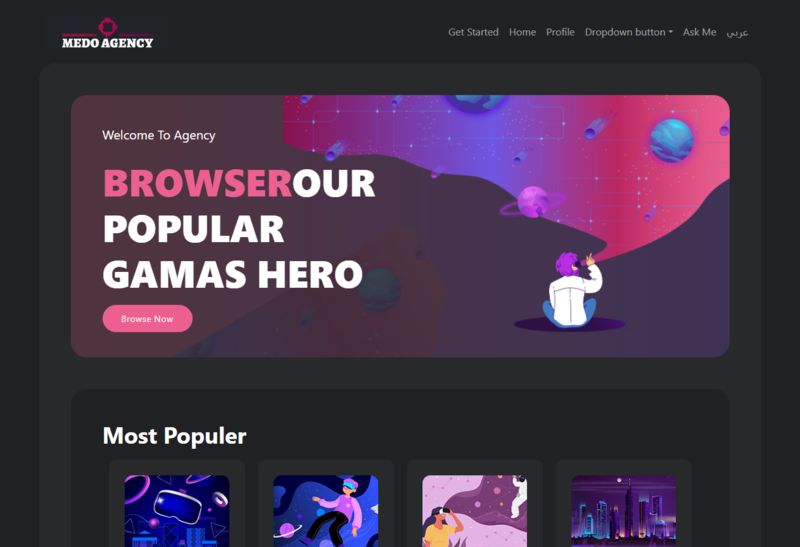 MEDO AGENCY
Get Started Home Profile Dropdown button Ask Me عربي
Welcome To Agency
BROWSEROUR
POPULAR
GAMAS HERO
Browse Now
Most Populer